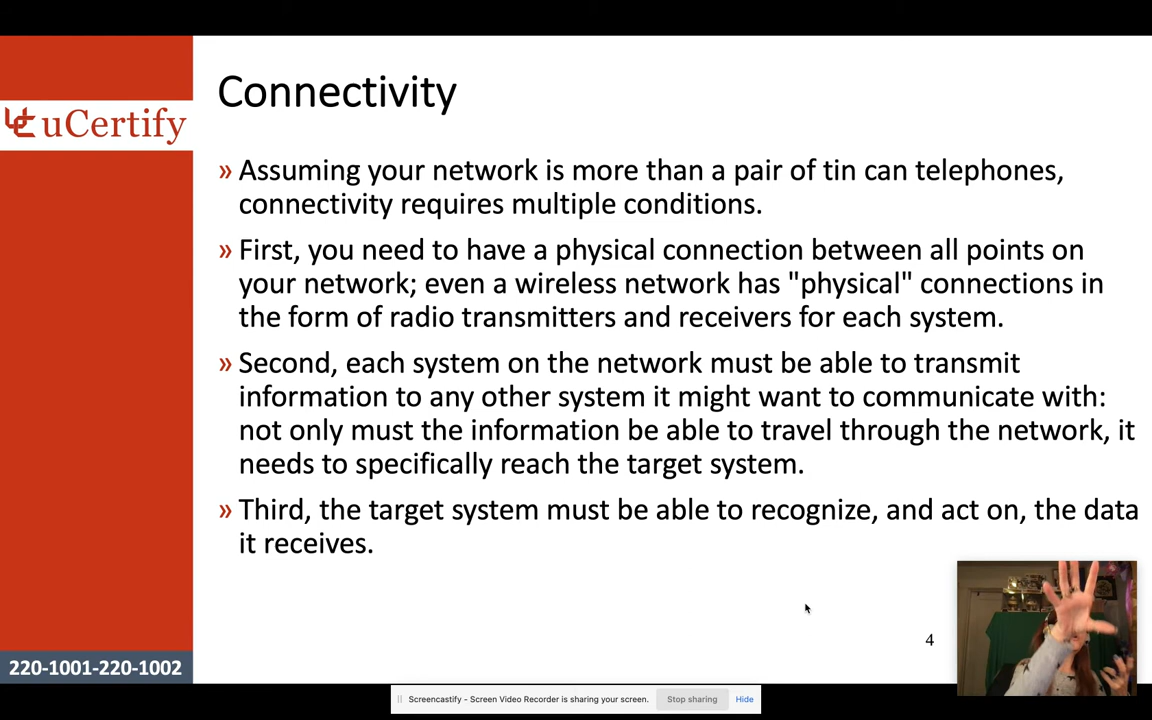 Connectivity
uCertify
» Assuming your network is more than a pair of tin can telephones,
connectivity requires multiple conditions.
» First, you need to have a physical connection between all points on
your network; even a wireless network has "physical" connections in
the form of radio transmitters and receivers for each system.
» Second, each system on the network must be able to transmit
information to any other system it might want to communicate with:
not only must the information be able to travel through the network, it
needs to specifically reach the target system.
» Third, the target system must be able to recognize, and act on, the data
it receives.
4
220-1001-220-1002
Screencastify - Screen Video Recorder is sharing your screen. Stop sharing Hide